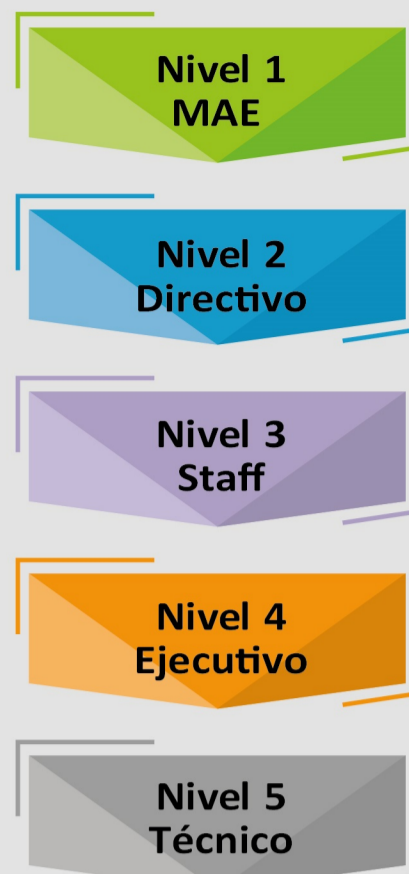 Nivel 1
MAE
Nivel 2
Directivo
Nivel 3
Staff
Nivel 4
Ejecutivo
Nivel 5
Técnico